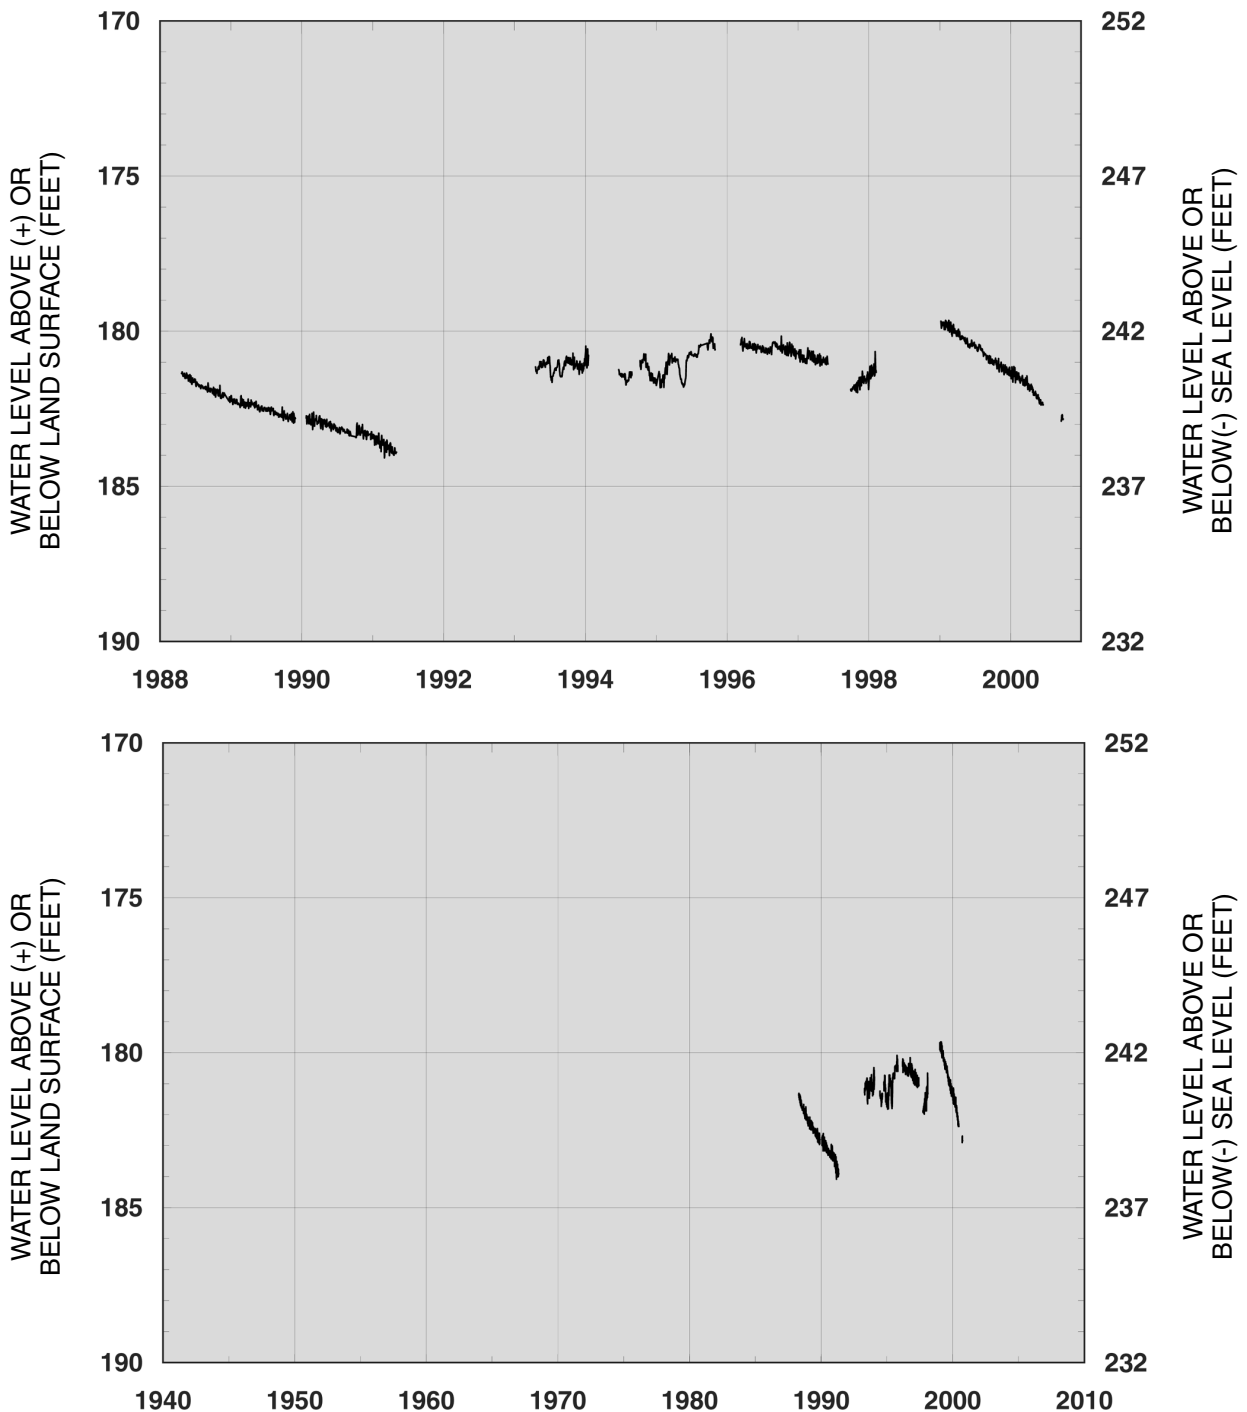 170
175
180
185
190
WATER LEVEL ABOVE (+) OR
BELOW LAND SURFACE (FEET)
252
247
242
237
232
WATER LEVEL ABOVE OR
BELOW(-) SEA LEVEL (FEET)
1988 1990 1992 1994 1996 1998 2000
170
175
180
185
190
WATER LEVEL ABOVE (+) OR
BELOW LAND SURFACE (FEET)
252
247
242
237
232
WATER LEVEL ABOVE OR
BELOW(-) SEA LEVEL (FEET)
1940 1950 1960 1970 1980 1990 2000 2010